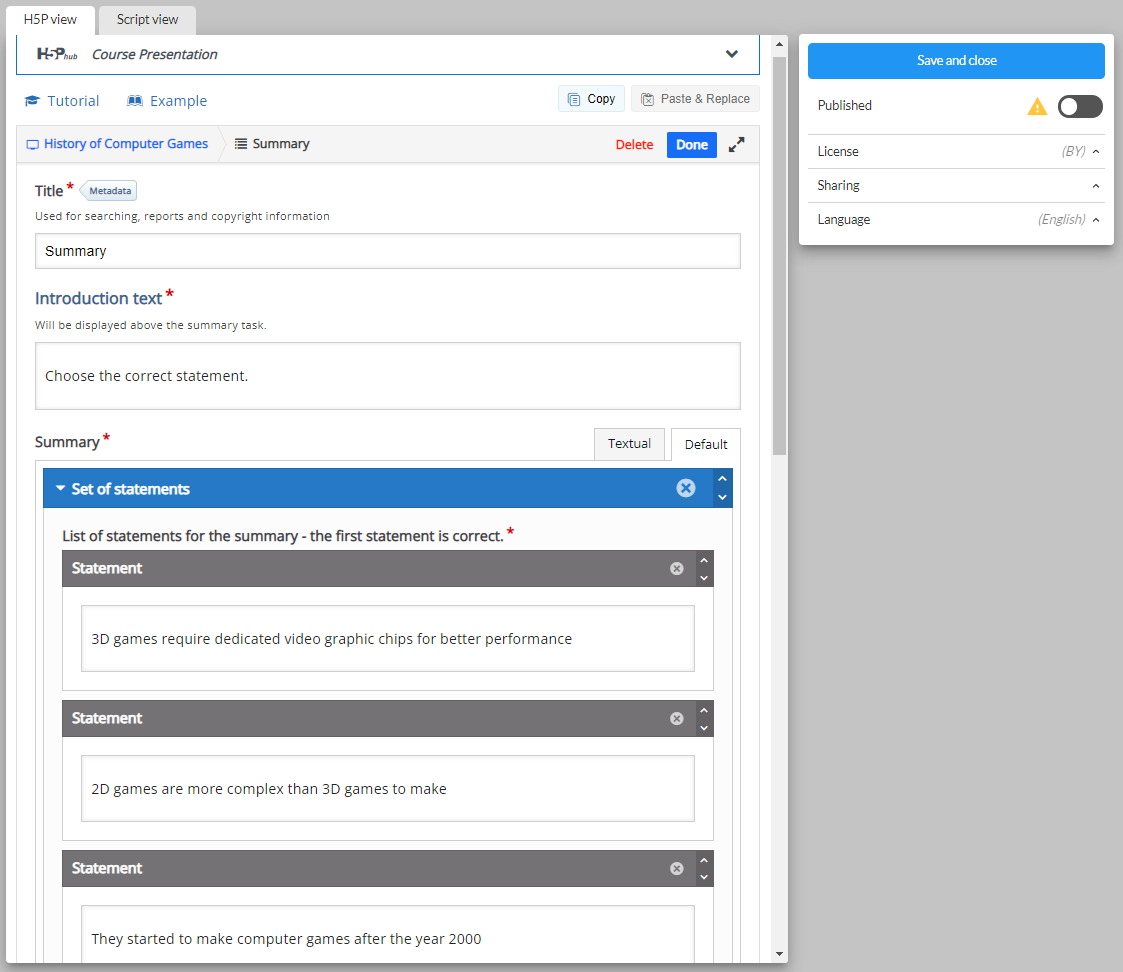 H5P view
Script view
H5P hub Course Presentation
Tutorial
Example
Copy
Paste & Replace
History of Computer Games
Summary
Delete
Done
Title *
Metadata
Used for searching, reports and copyright information
Summary
Introduction text *
Will be displayed above the summary task.
Choose the correct statement.
Summary *
Textual
Default
Set of statements
List of statements for the summary - the first statement is correct. *
Statement
3D games require dedicated video graphic chips for better performance
Statement
2D games are more complex than 3D games to make
Statement
They started to make computer games after the year 2000
Save and close
Published
License (BY)
Sharing
Language (English)